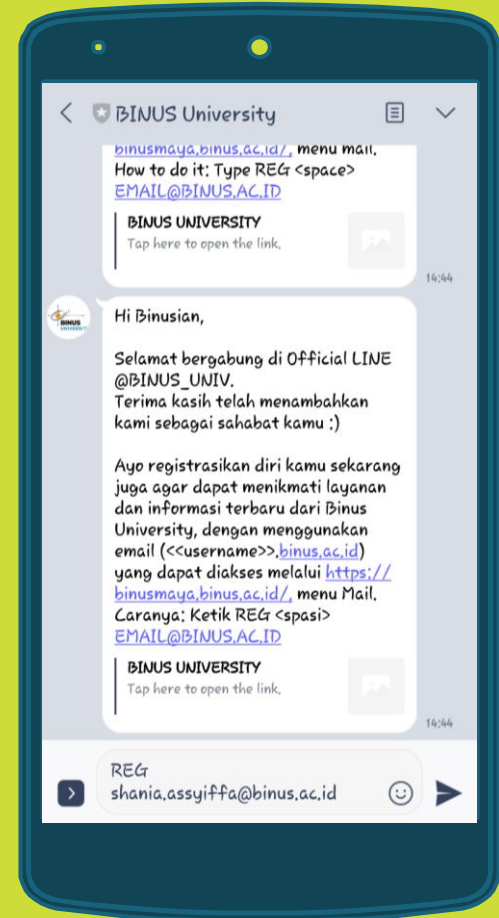 BINUS University
binusmaya.binus.ac.id/, menu mail.
How to do it: Type REG <space>
EMAIL@BINUS.AC.ID
BINUS UNIVERSITY
Tap here to open the link.
14:44
BINUS
UNIVERSITY
Hi Binusian,
Selamat bergabung di Official LINE
@BINUS_UNIV.
Terima kasih telah menambahkan
kami sebagai sahabat kamu :)
Ayo registrasikan diri kamu sekarang
juga agar dapat menikmati layanan
dan informasi terbaru dari Binus
University, dengan menggunakan
email (<<username>>.binus.ac.id)
yang dapat diakses melalui https://
binusmaya.binus.ac.id/, menu Mail.
Caranya: Ketik REG <spasi>
EMAIL@BINUS.AC.ID
BINUS UNIVERSITY
Tap here to open the link.
14:44
REG
shania.assyiffa@binus.ac.id